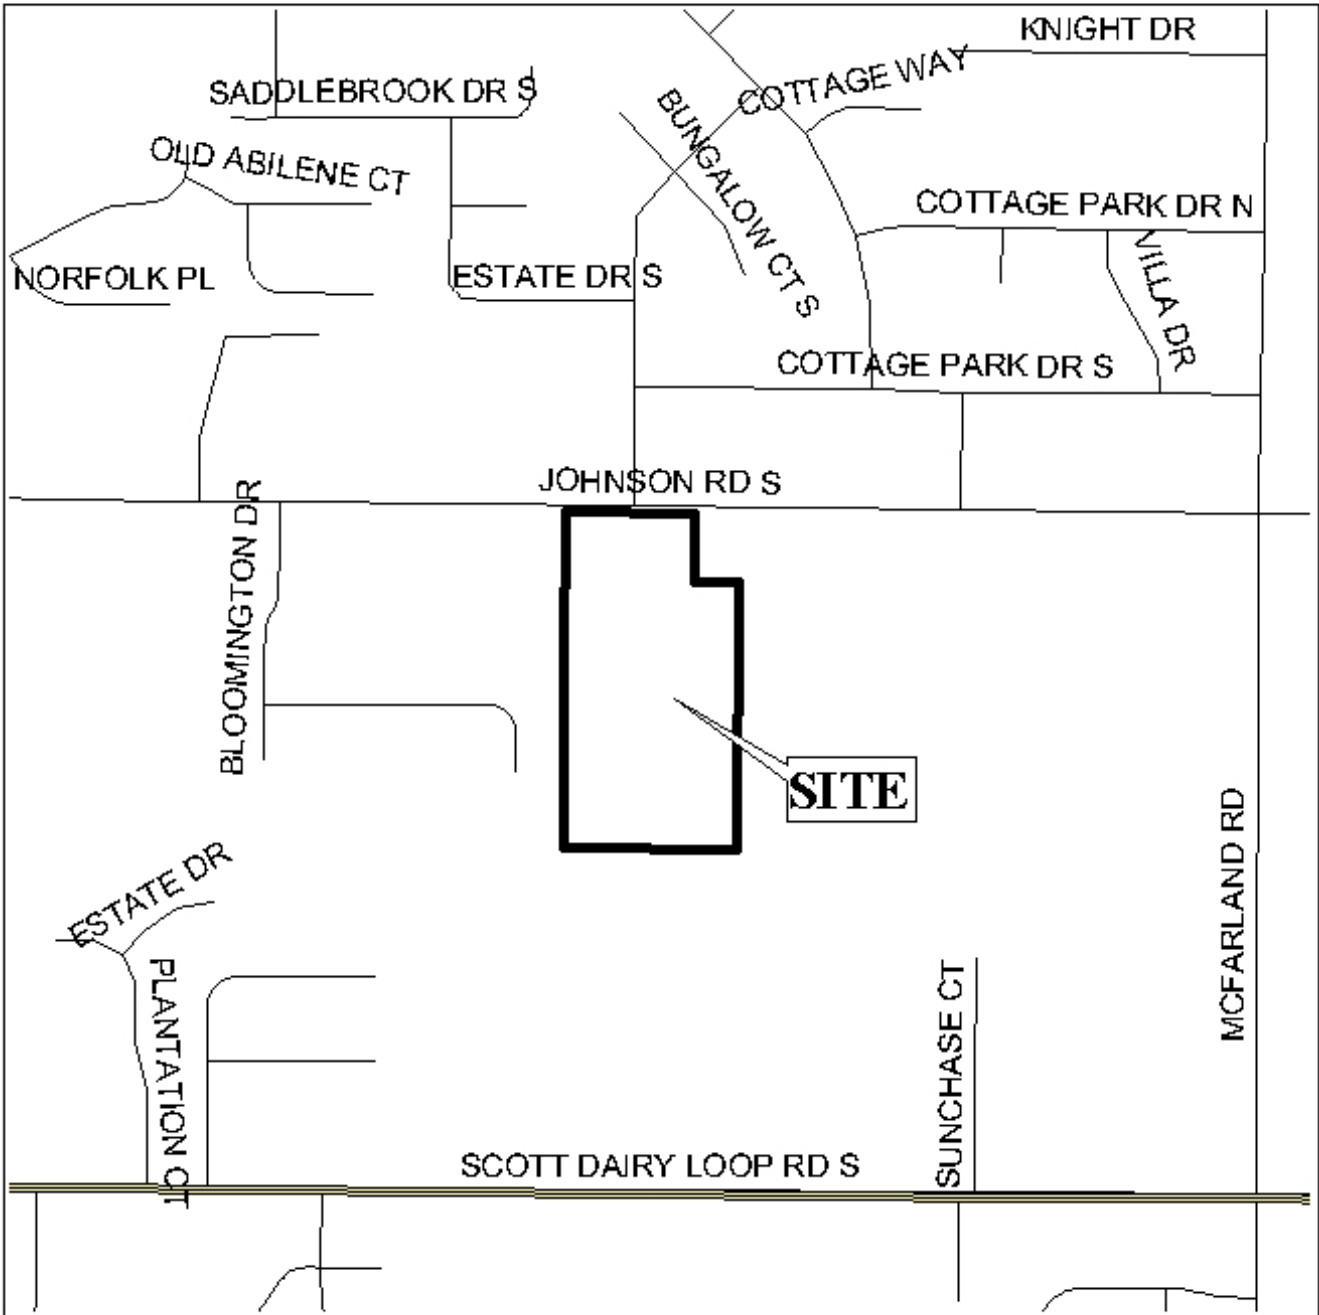 KNIGHT DR
COTTAGE WAY
SADDLEBROOK DR S
BUNGALOW CT S
OLD ABILENE CT
COTTAGE PARK DR N
NORFOLK PL
ESTATE DR S
VILLA DR
COTTAGE PARK DR S
JOHNSON RD S
BLOOMINGTON DR
SITE
MCFARLAND RD
ESTATE DR
PLANTATION CT
SUNCHASE CT
SCOTT DAIRY LOOP RD S